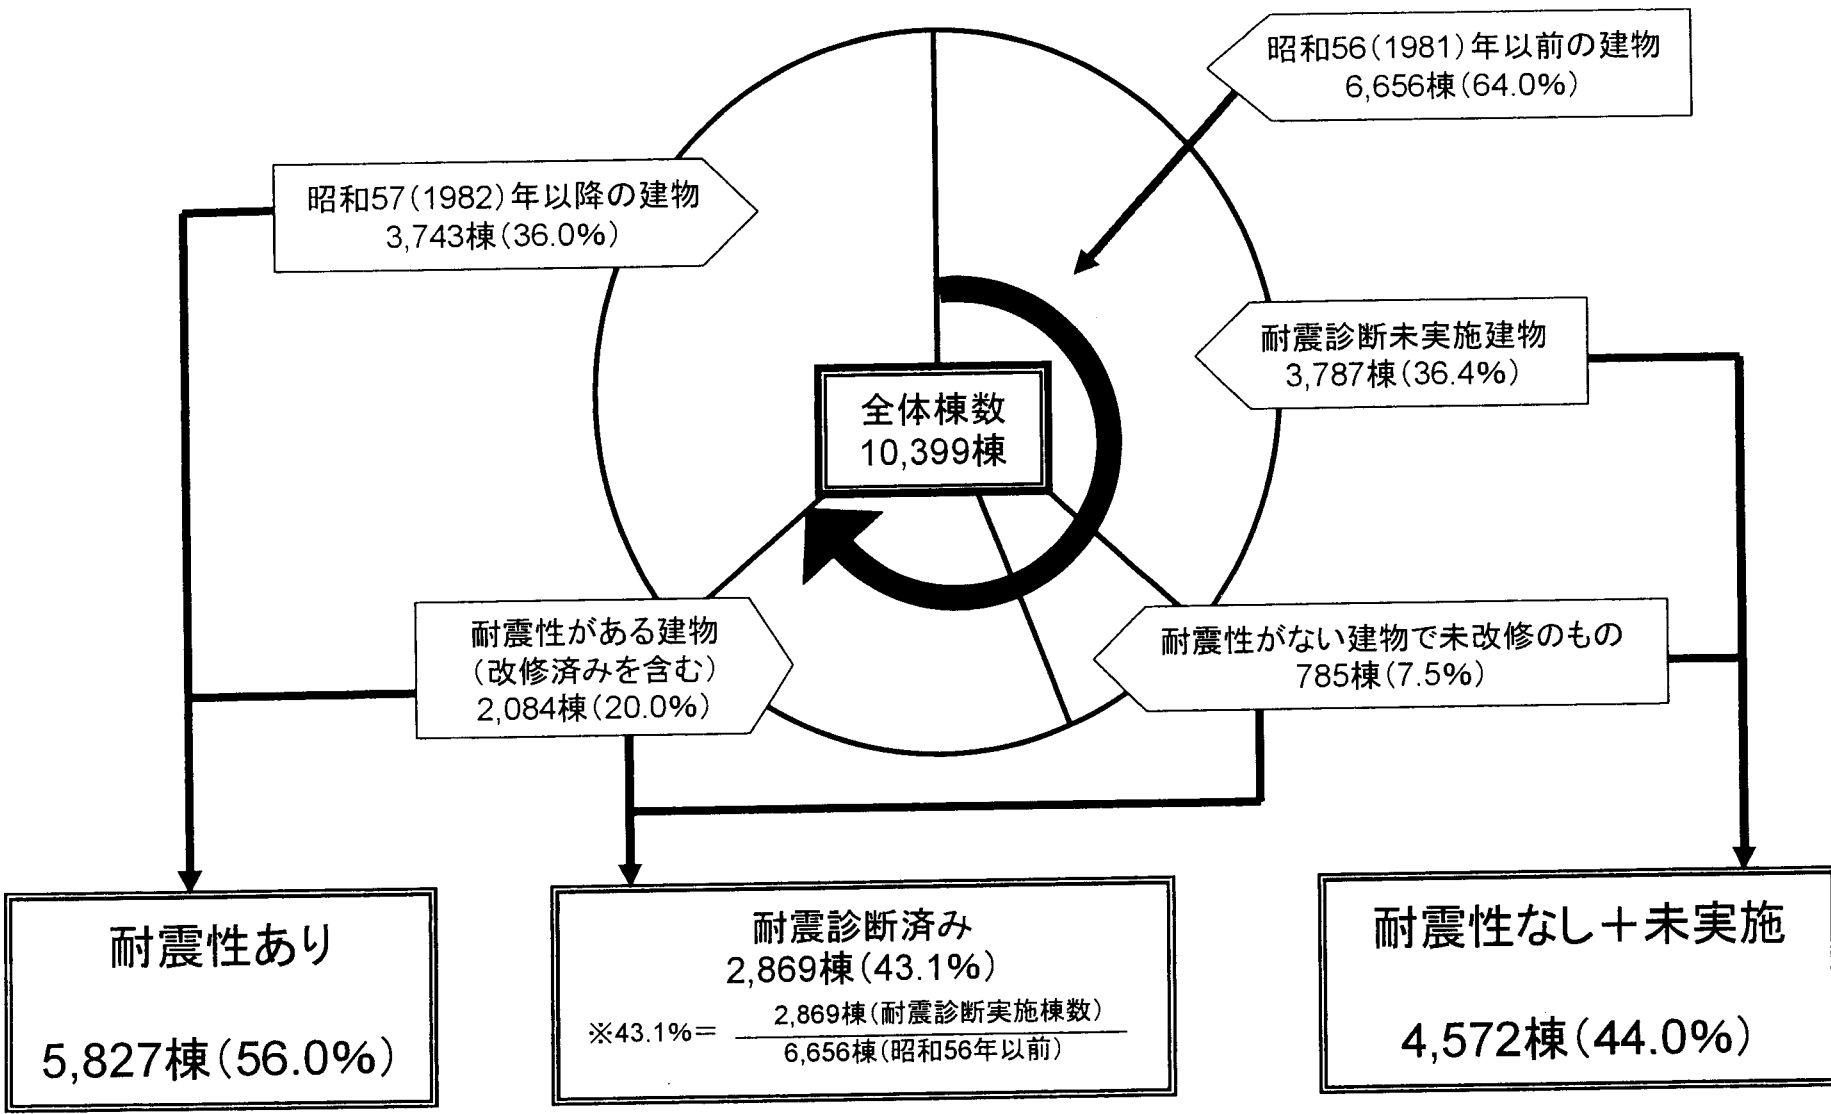 昭和56(1981)年以前の建物
6,656棟(64.0%)
昭和57(1982)年以降の建物
3,743棟(36.0%)
耐震診断未実施建物
3,787棟(36.4%)
全体棟数
10,399棟
耐震性がある建物
(改修済みを含む)
2,084棟(20.0%)
耐震性がない建物で未改修のもの
785棟(7.5%)
耐震性あり
5,827棟(56.0%)
耐震診断済み
2,869棟(43.1%)
※43.1%=
2,869棟(耐震診断実施棟数)
6,656棟(昭和56年以前)
耐震性なし+未実施
4,572棟(44.0%)